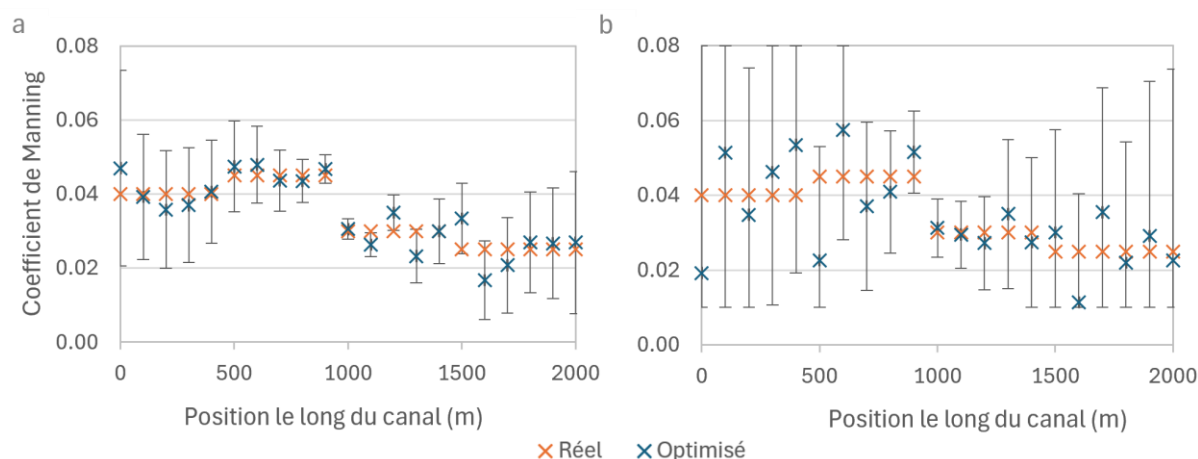 a
Coefficient de Manning
0.08
0.06
0.04
0.02
0.00
0 500 1000 1500 2000
Position le long du canal (m)
b
0.08
0.06
0.04
0.02
0.00
0 500 1000 1500 2000
Position le long du canal (m)
Réel Optimisé